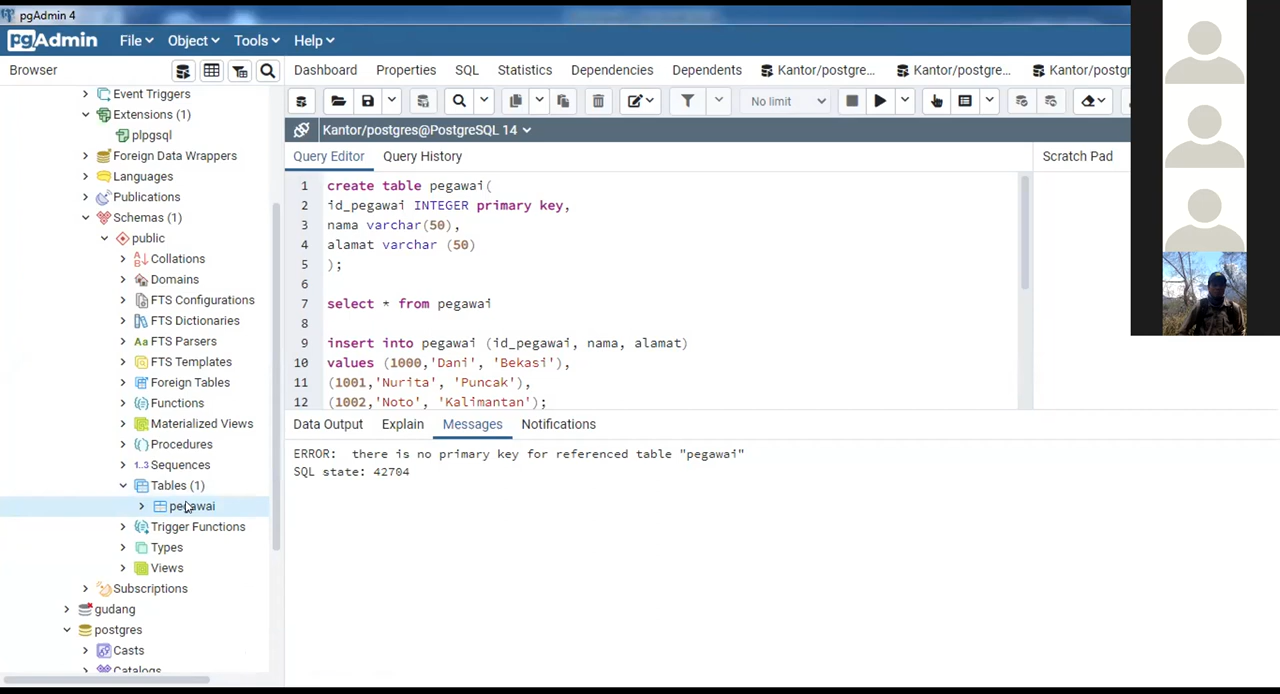 pgAdmin 4
pgAdmin File Object Tools Help
Browser
Dashboard Properties SQL Statistics Dependencies Dependents Kantor/postgre... Kantor/postgre... Kantor/postgr
No limit
Kantor/postgres@PostgreSQL 14
Query Editor Query History
Scratch Pad
Event Triggers
Extensions (1)
plpgsql
Foreign Data Wrappers
Languages
Publications
Schemas (1)
public
Collations
Domains
FTS Configurations
FTS Dictionaries
Aa FTS Parsers
FTS Templates
Foreign Tables
Functions
Materialized Views
Procedures
1..3 Sequences
Tables (1)
pegawai
Trigger Functions
Types
Views
Subscriptions
gudang
postgres
Casts
Catalogs
1 create table pegawai(
2 id_pegawai INTEGER primary key,
3 nama varchar(50),
4 alamat varchar (50)
5 );
6
7 select * from pegawai
8
9 insert into pegawai (id_pegawai, nama, alamat)
10 values (1000,'Dani', 'Bekasi'),
11 (1001,'Nurita', 'Puncak'),
12 (1002,'Noto', 'Kalimantan');
Data Output Explain Messages Notifications
ERROR: there is no primary key for referenced table "pegawai"
SQL state: 42704